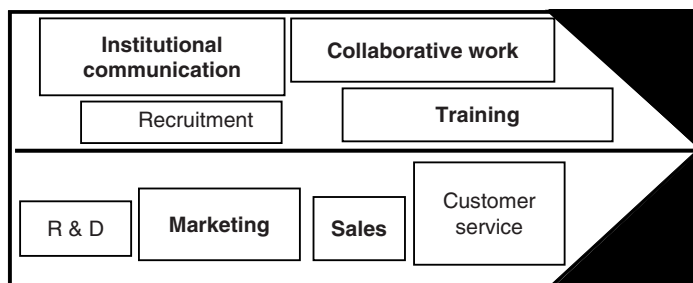 Institutional
communication
Collaborative work
Recruitment
Training
R & D
Marketing
Sales
Customer
service